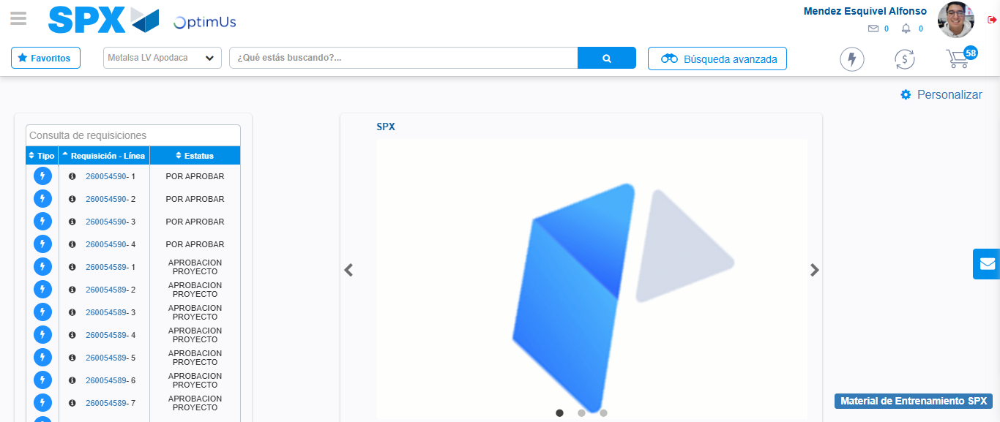 SPX OptimUs
Mendez Esquivel Alfonso
0 0
Favoritos
Metalsa LV Apodaca
¿Qué estás buscando?...
Búsqueda avanzada
58
Personalizar
Consulta de requisiciones
Tipo Requisición - Línea Estatus
260054590- 1 POR APROBAR
260054590- 2 POR APROBAR
260054590- 3 POR APROBAR
260054590- 4 POR APROBAR
260054589- 1 APROBACION PROYECTO
260054589- 2 APROBACION PROYECTO
260054589- 3 APROBACION PROYECTO
260054589- 4 APROBACION PROYECTO
260054589- 5 APROBACION PROYECTO
260054589- 6 APROBACION PROYECTO
260054589- 7 APROBACION PROYECTO
SPX
Material de Entrenamiento SPX